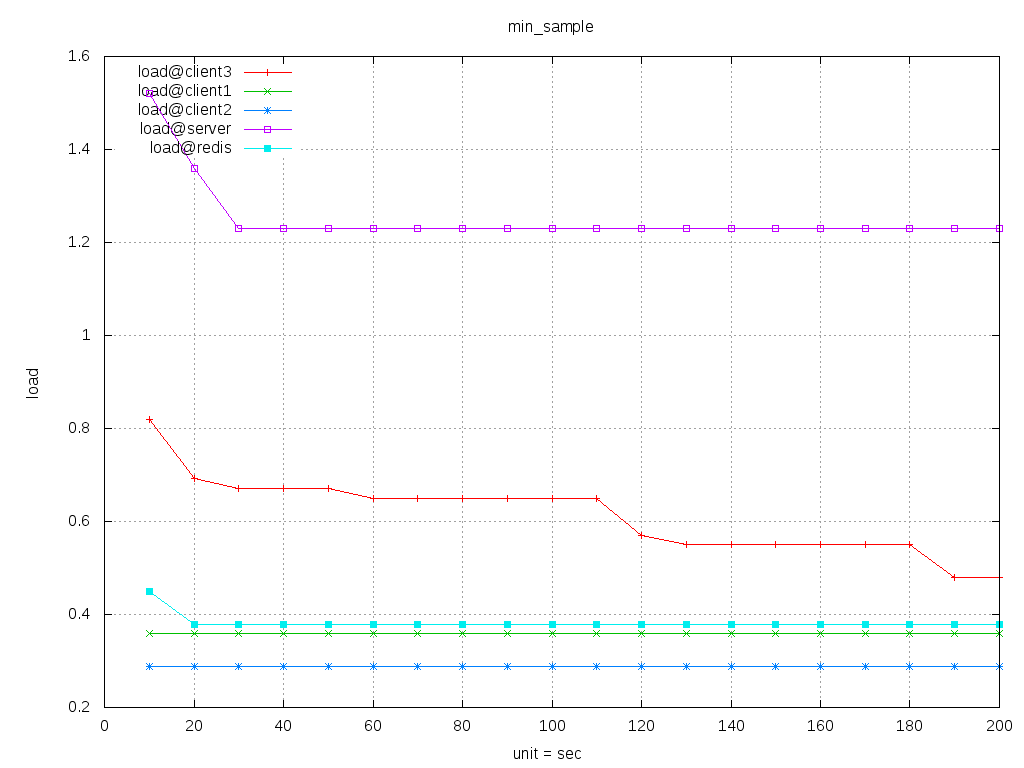 min_sample
1.6
1.4
1.2
1
0.8
0.6
0.4
0.2
load
load@client3
load@client1
load@client2
load@server
load@redis
0 20 40 60 80 100 120 140 160 180 200
unit = sec